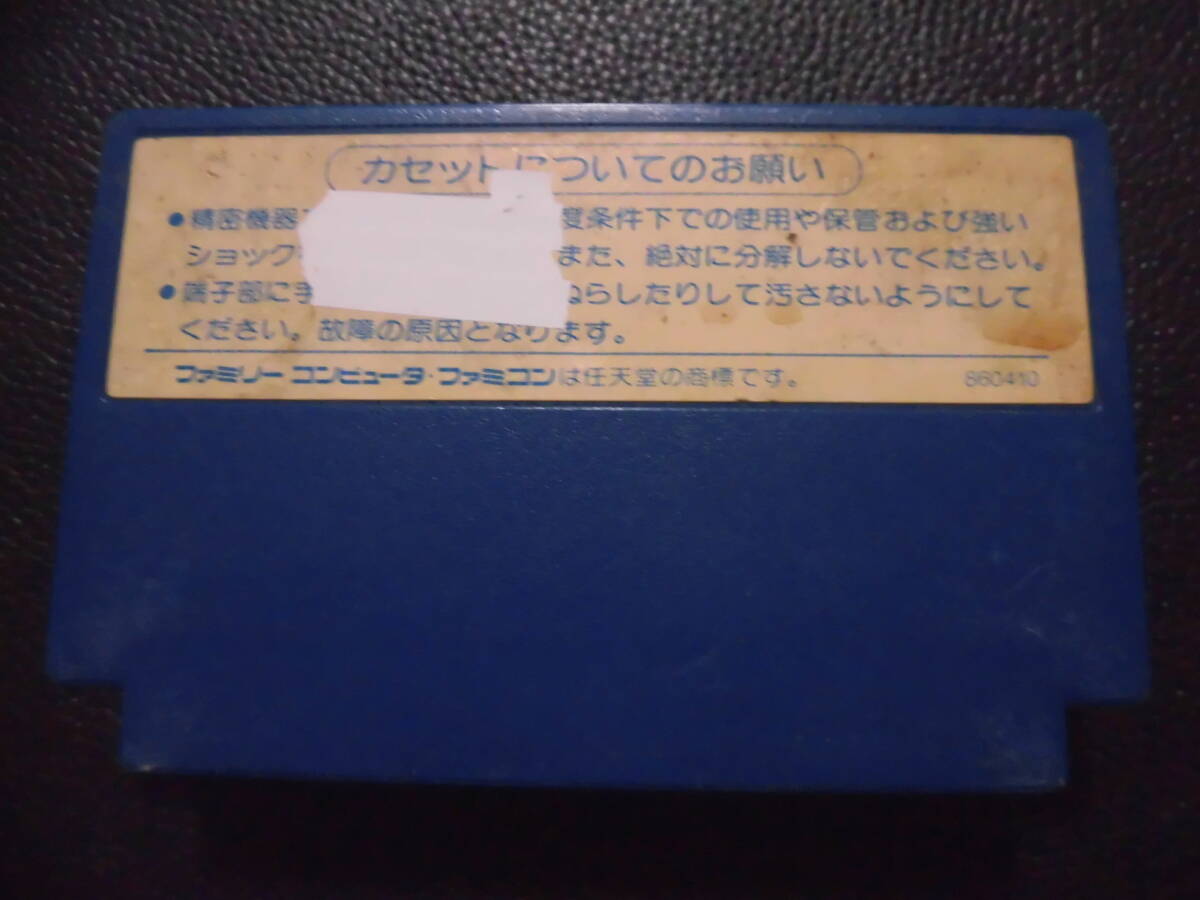 カセットについてのお願い
●精密機器 度条件下での使用や保管および強い
ショック また、絶対に分解しないでください。
●端子部に手 ぬらしたりして汚さないようにして
ください。故障の原因となります。
ファミリーコンピュータ・ファミコンは任天堂の商標です。 860410